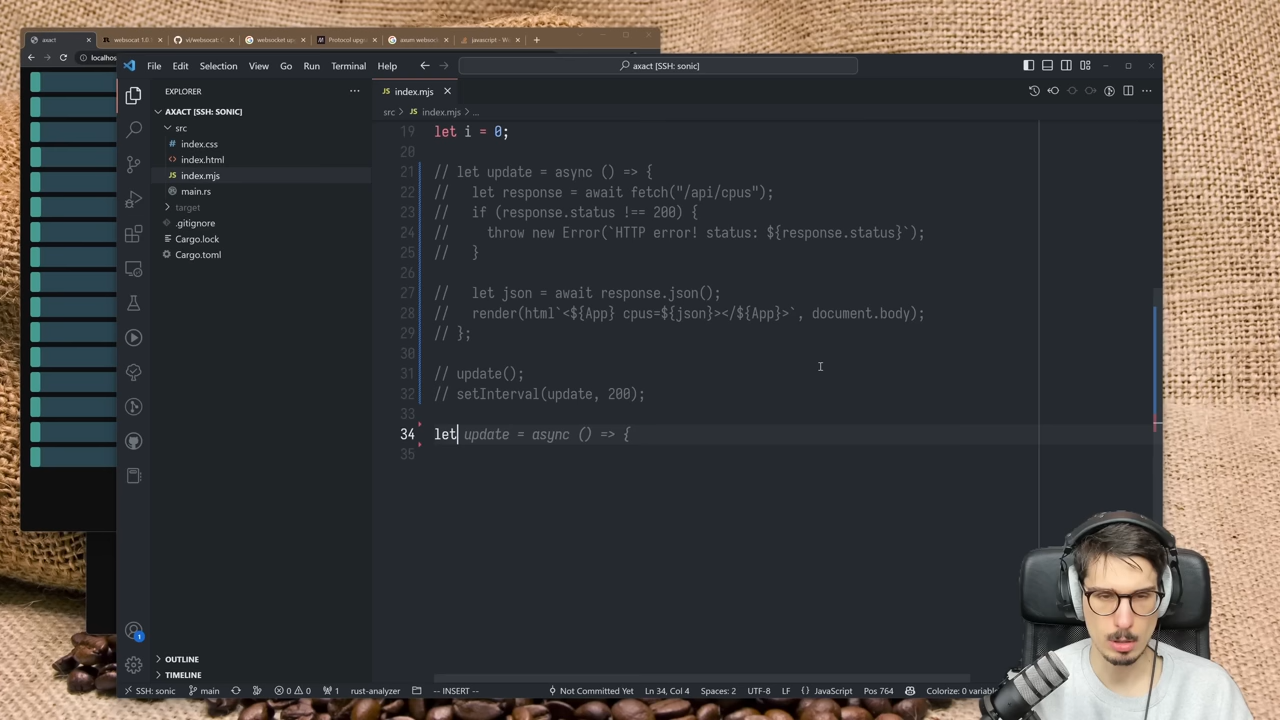 axact
websocat 1.0.
vi/websocat:
websocket up
Protocol upg
axum webso
javascript - W
localhos
File Edit Selection View Go Run Terminal Help
axact [SSH: sonic]
EXPLORER
index.mjs
AXACT [SSH: SONIC]
src > JS index.mjs > ...
src
index.css
index.html
JS index.mjs
main.rs
target
.gitignore
Cargo.lock
Cargo.toml
19 let i = 0;
20
21 // let update = async () => {
22 //   let response = await fetch("/api/cpus");
23 //   if (response.status !== 200) {
24 //     throw new Error(`HTTP error! status: ${response.status}`);
25 //   }
26
27 //   let json = await response.json();
28 //   render(html`<${App} cpus=${json}></${App}>`, document.body);
29 // };
30
31 // update();
32 // setInterval(update, 200);
33
34 let update = async () => {
35
OUTLINE
TIMELINE
1
SSH: sonic main 0 0 1 rust-analyzer -- INSERT -- Not Committed Yet Ln 34, Col 4 Spaces: 2 UTF-8 LF JavaScript Pos 764 Colorize: 0 variab